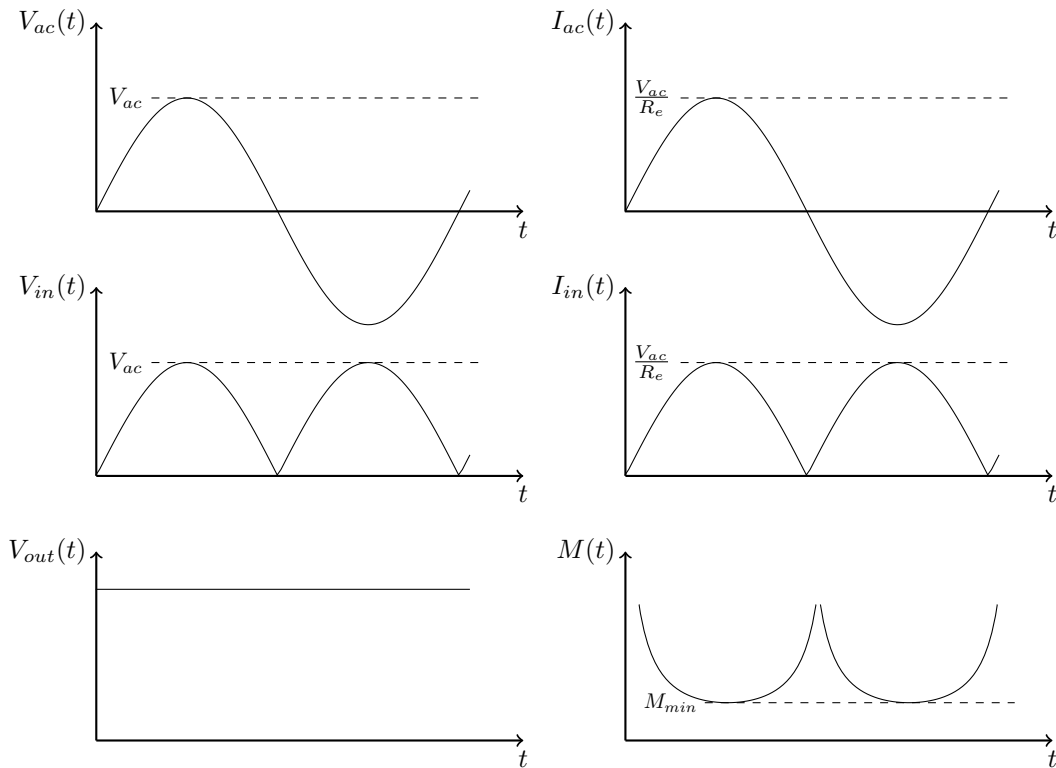 V_{ac}(t)
V_{ac}
t
I_{ac}(t)
\frac{V_{ac}}{R_e}
t
V_{in}(t)
V_{ac}
t
I_{in}(t)
\frac{V_{ac}}{R_e}
t
V_{out}(t)
t
M(t)
M_{min}
t